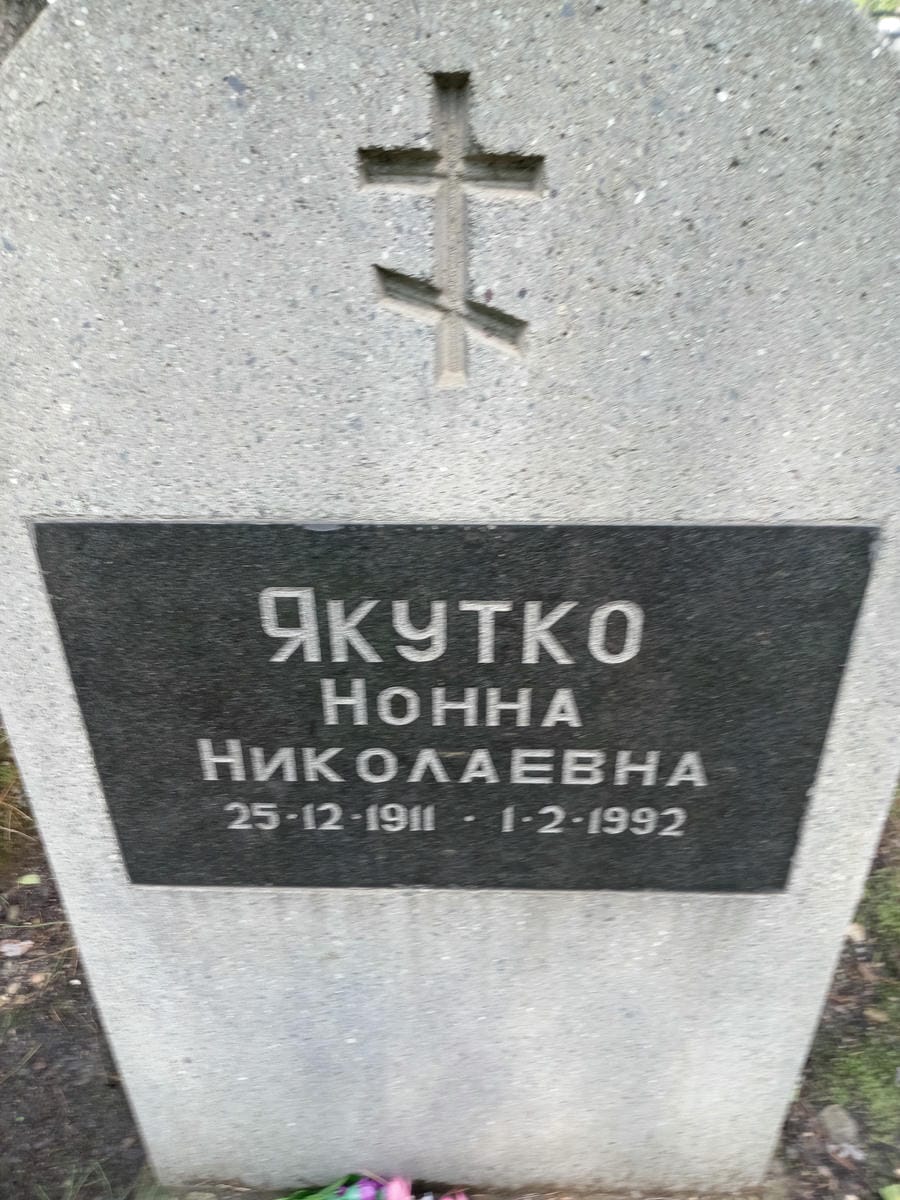 Якутко
Нонна
Николаевна
25-12-1911 · 1-2-1992